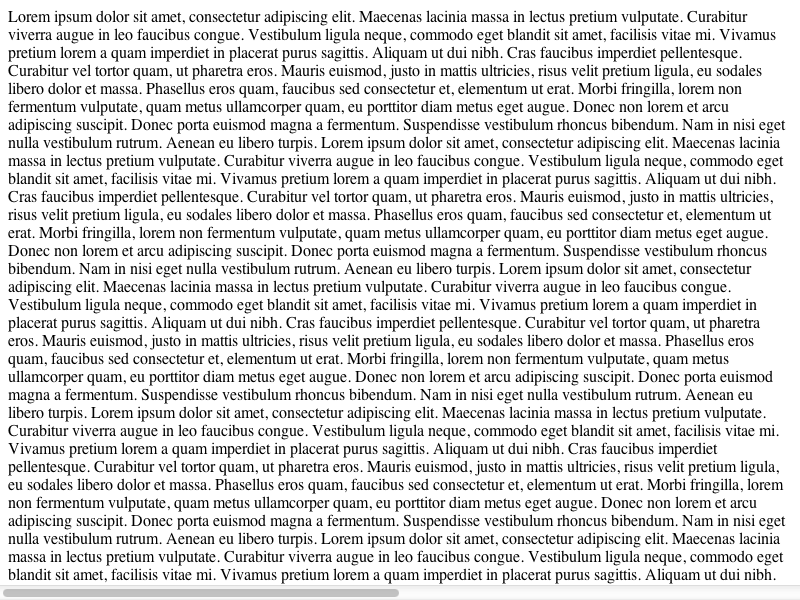 Lorem ipsum dolor sit amet, consectetur adipiscing elit. Maecenas lacinia massa in lectus pretium vulputate. Curabitur
viverra augue in leo faucibus congue. Vestibulum ligula neque, commodo eget blandit sit amet, facilisis vitae mi. Vivamus
pretium lorem a quam imperdiet in placerat purus sagittis. Aliquam ut dui nibh. Cras faucibus imperdiet pellentesque.
Curabitur vel tortor quam, ut pharetra eros. Mauris euismod, justo in mattis ultricies, risus velit pretium ligula, eu sodales
libero dolor et massa. Phasellus eros quam, faucibus sed consectetur et, elementum ut erat. Morbi fringilla, lorem non
fermentum vulputate, quam metus ullamcorper quam, eu porttitor diam metus eget augue. Donec non lorem et arcu
adipiscing suscipit. Donec porta euismod magna a fermentum. Suspendisse vestibulum rhoncus bibendum. Nam in nisi eget
nulla vestibulum rutrum. Aenean eu libero turpis. Lorem ipsum dolor sit amet, consectetur adipiscing elit. Maecenas lacinia
massa in lectus pretium vulputate. Curabitur viverra augue in leo faucibus congue. Vestibulum ligula neque, commodo eget
blandit sit amet, facilisis vitae mi. Vivamus pretium lorem a quam imperdiet in placerat purus sagittis. Aliquam ut dui nibh.
Cras faucibus imperdiet pellentesque. Curabitur vel tortor quam, ut pharetra eros. Mauris euismod, justo in mattis ultricies,
risus velit pretium ligula, eu sodales libero dolor et massa. Phasellus eros quam, faucibus sed consectetur et, elementum ut
erat. Morbi fringilla, lorem non fermentum vulputate, quam metus ullamcorper quam, eu porttitor diam metus eget augue.
Donec non lorem et arcu adipiscing suscipit. Donec porta euismod magna a fermentum. Suspendisse vestibulum rhoncus
bibendum. Nam in nisi eget nulla vestibulum rutrum. Aenean eu libero turpis. Lorem ipsum dolor sit amet, consectetur
adipiscing elit. Maecenas lacinia massa in lectus pretium vulputate. Curabitur viverra augue in leo faucibus congue.
Vestibulum ligula neque, commodo eget blandit sit amet, facilisis vitae mi. Vivamus pretium lorem a quam imperdiet in
placerat purus sagittis. Aliquam ut dui nibh. Cras faucibus imperdiet pellentesque. Curabitur vel tortor quam, ut pharetra
eros. Mauris euismod, justo in mattis ultricies, risus velit pretium ligula, eu sodales libero dolor et massa. Phasellus eros
quam, faucibus sed consectetur et, elementum ut erat. Morbi fringilla, lorem non fermentum vulputate, quam metus
ullamcorper quam, eu porttitor diam metus eget augue. Donec non lorem et arcu adipiscing suscipit. Donec porta euismod
magna a fermentum. Suspendisse vestibulum rhoncus bibendum. Nam in nisi eget nulla vestibulum rutrum. Aenean eu
libero turpis. Lorem ipsum dolor sit amet, consectetur adipiscing elit. Maecenas lacinia massa in lectus pretium vulputate.
Curabitur viverra augue in leo faucibus congue. Vestibulum ligula neque, commodo eget blandit sit amet, facilisis vitae mi.
Vivamus pretium lorem a quam imperdiet in placerat purus sagittis. Aliquam ut dui nibh. Cras faucibus imperdiet
pellentesque. Curabitur vel tortor quam, ut pharetra eros. Mauris euismod, justo in mattis ultricies, risus velit pretium ligula,
eu sodales libero dolor et massa. Phasellus eros quam, faucibus sed consectetur et, elementum ut erat. Morbi fringilla, lorem
non fermentum vulputate, quam metus ullamcorper quam, eu porttitor diam metus eget augue. Donec non lorem et arcu
adipiscing suscipit. Donec porta euismod magna a fermentum. Suspendisse vestibulum rhoncus bibendum. Nam in nisi eget
nulla vestibulum rutrum. Aenean eu libero turpis. Lorem ipsum dolor sit amet, consectetur adipiscing elit. Maecenas lacinia
massa in lectus pretium vulputate. Curabitur viverra augue in leo faucibus congue. Vestibulum ligula neque, commodo eget
blandit sit amet, facilisis vitae mi. Vivamus pretium lorem a quam imperdiet in placerat purus sagittis. Aliquam ut dui nibh.